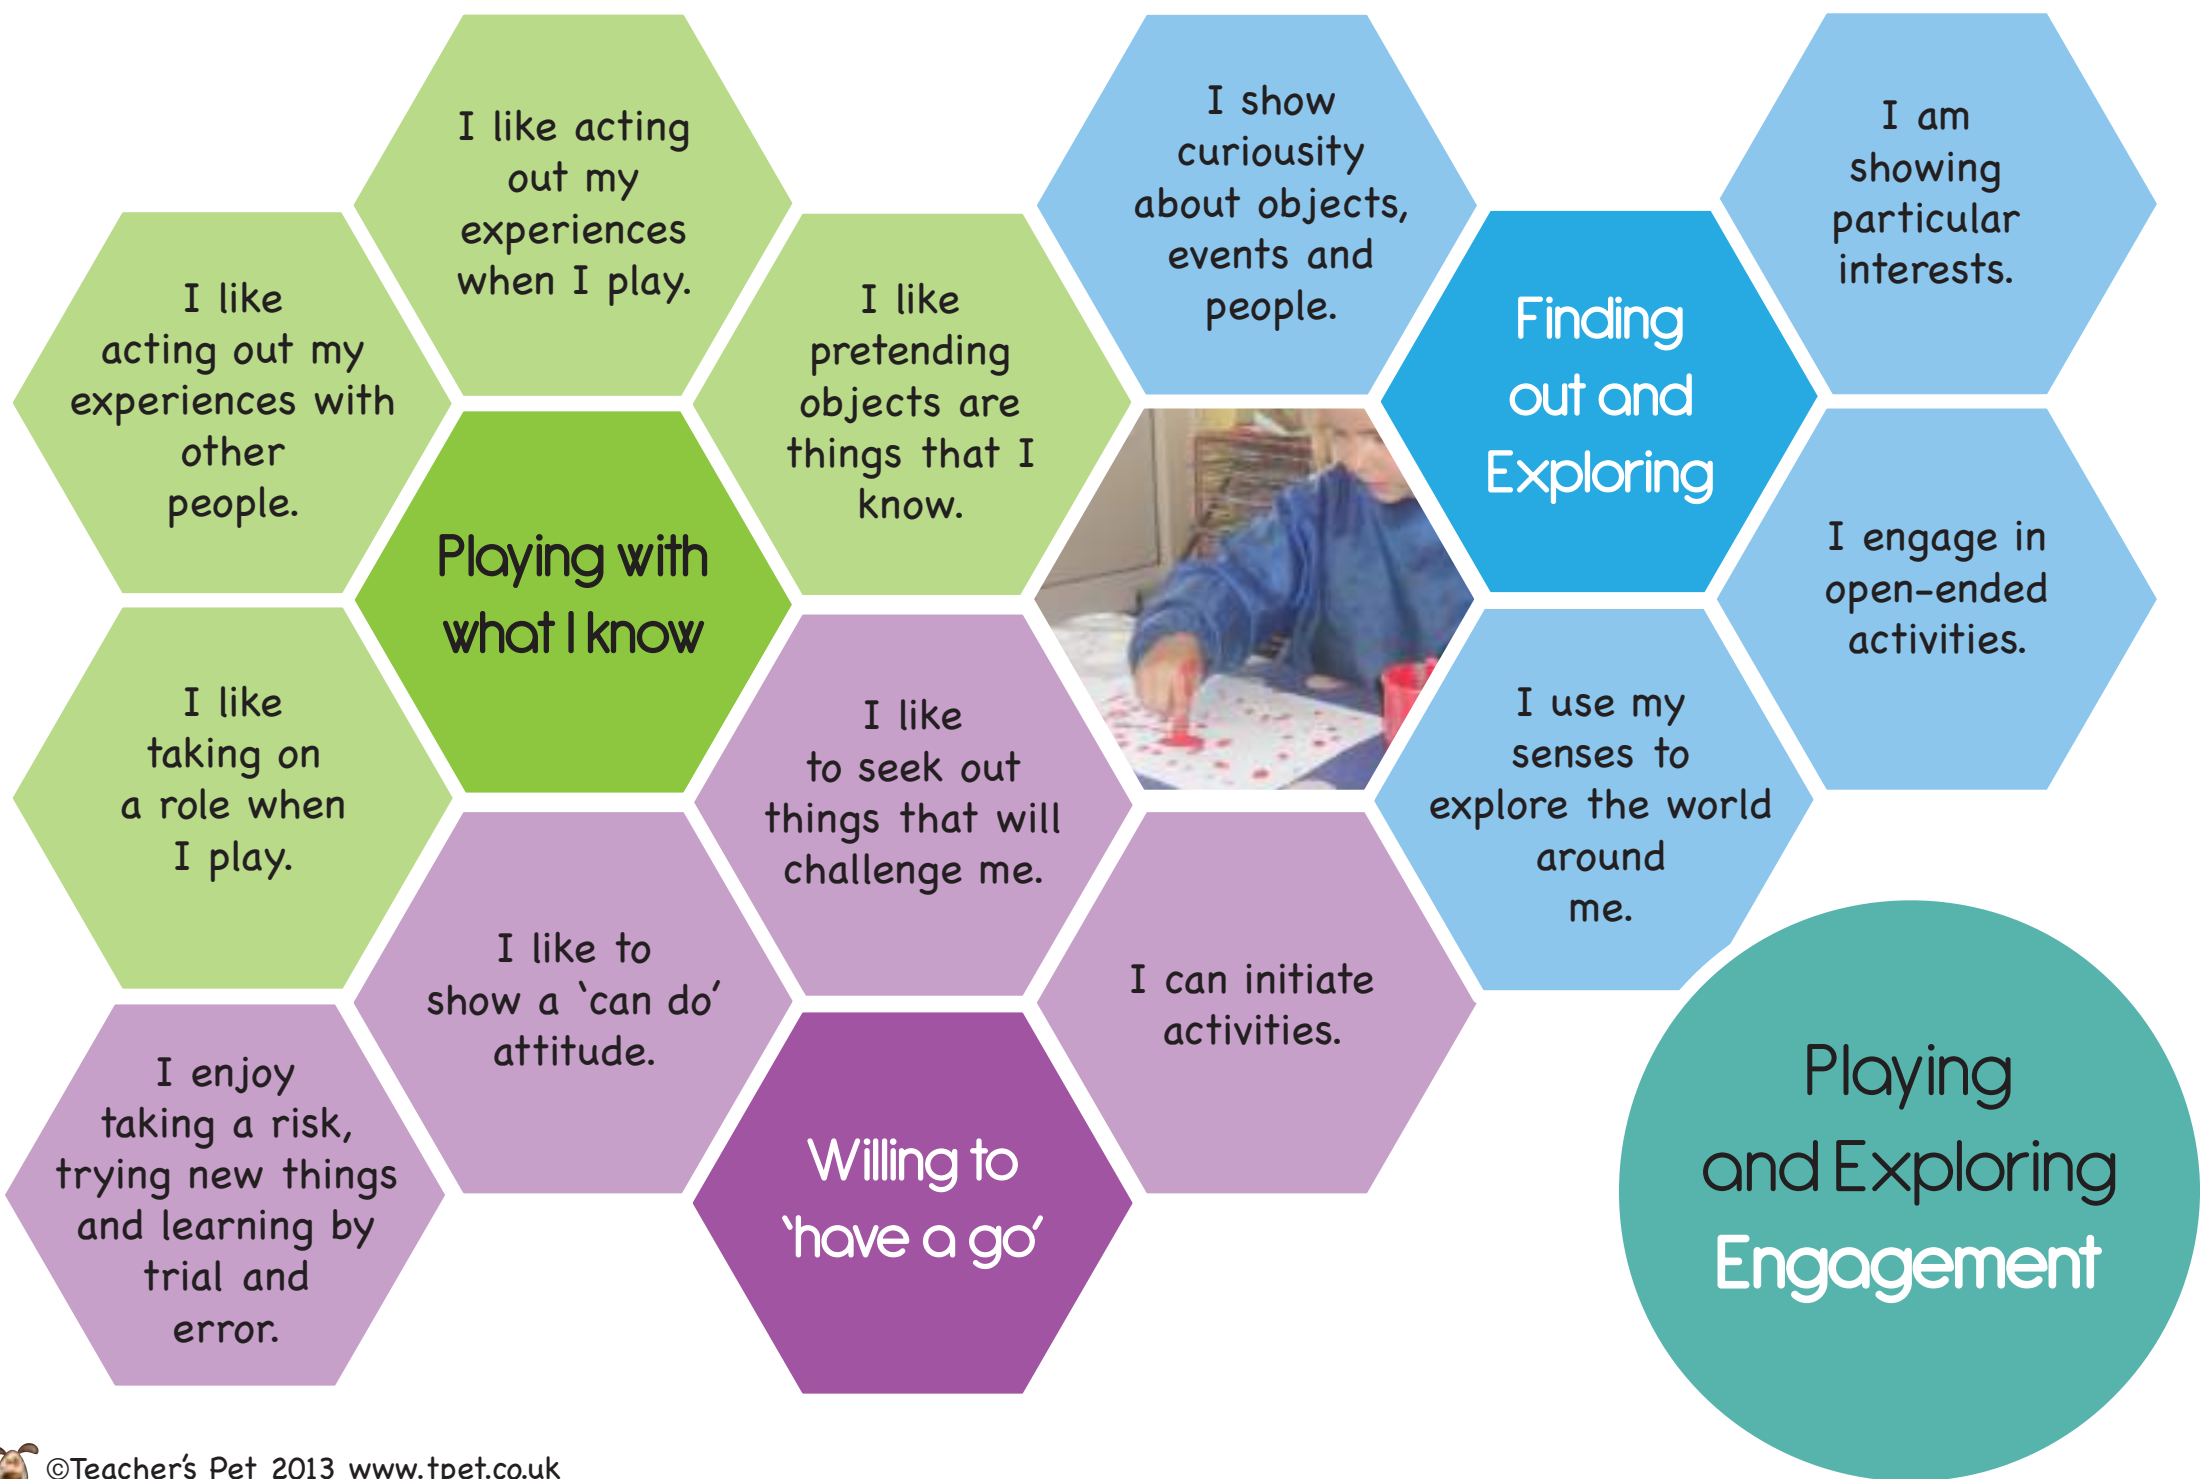 I like acting
out my
experiences
when I play.
I like
acting out my
experiences with
other
people.
I like
pretending
objects are
things that I
know.
Playing with
what I know
I like
taking on
a role when
I play.
I show
curiousity
about objects,
events and
people.
I am
showing
particular
interests.
Finding
out and
Exploring
I engage in
open-ended
activities.
I use my
senses to
explore the world
around
me.
I like
to seek out
things that will
challenge me.
I like to
show a ‘can do’
attitude.
I can initiate
activities.
I enjoy
taking a risk,
trying new things
and learning by
trial and
error.
Willing to
‘have a go’
Playing
and Exploring
Engagement
©Teacher's Pet 2013 www.tpet.co.uk